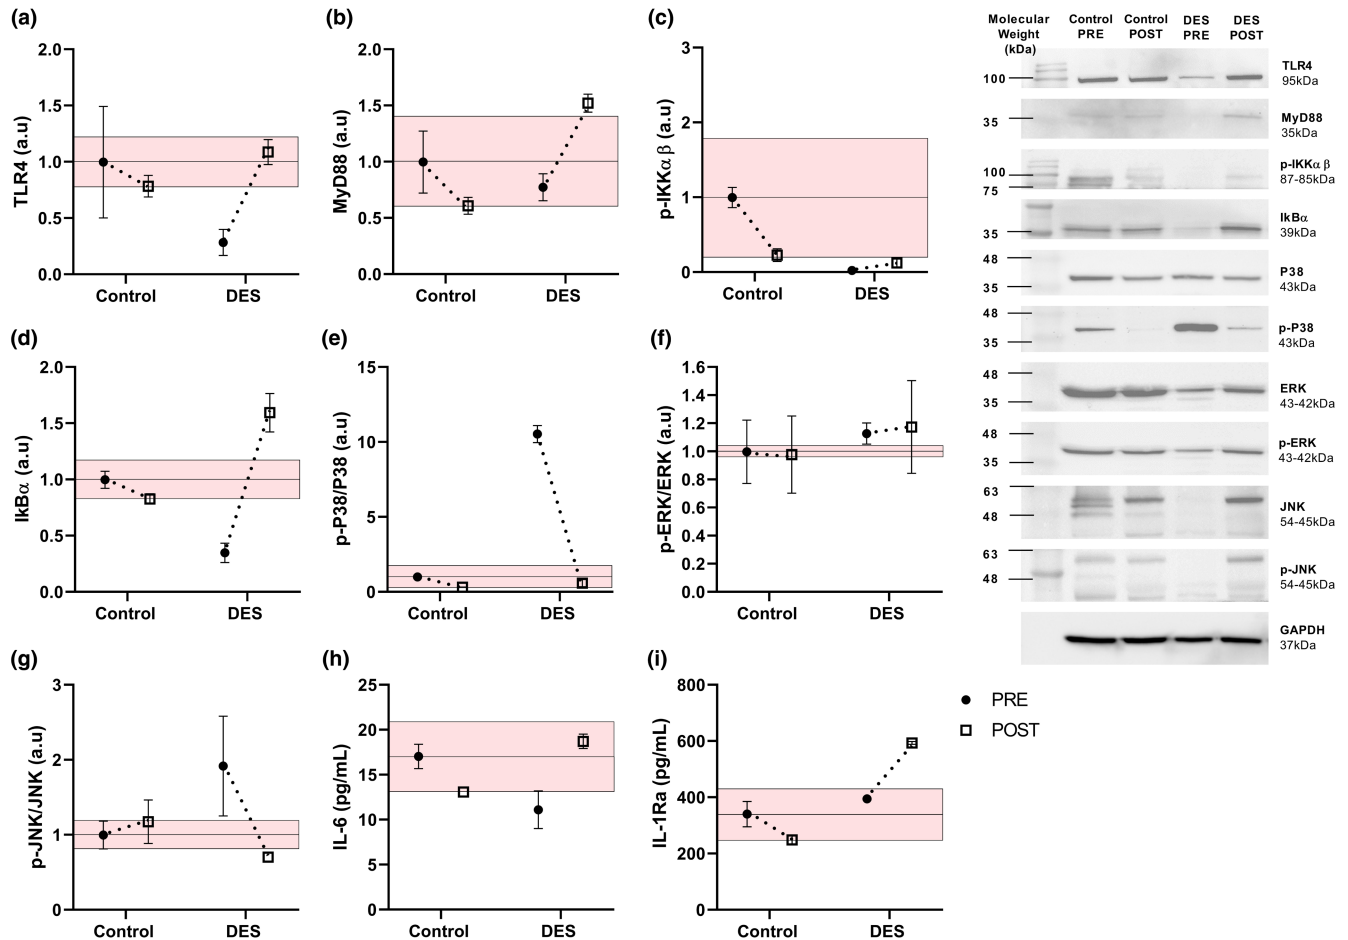 (a)
2.0
1.5
1.0
0.5
0.0
TLR4 (a.u)
Control
DES
(b)
2.0
1.5
1.0
0.5
0.0
MyD88 (a.u)
Control
DES
(c)
3
2
1
0
p-IKKα β (a.u)
Control
DES
(d)
2.0
1.5
1.0
0.5
0.0
IkBα (a.u)
Control
DES
(e)
15
10
5
0
p-P38/P38 (a.u)
Control
DES
(f)
1.6
1.4
1.2
1.0
0.8
0.6
0.4
0.2
0.0
p-ERK/ERK (a.u)
Control
DES
(g)
3
2
1
0
p-JNK/JNK (a.u)
Control
DES
(h)
25
20
15
10
5
0
IL-6 (pg/mL)
Control
DES
(i)
800
600
400
200
0
IL-1Ra (pg/mL)
Control
DES
PRE
POST
Molecular
Weight
(kDa)
Control
PRE
Control
POST
DES
PRE
DES
POST
100
TLR4
95kDa
35
MyD88
35kDa
100
75
p-IKKα β
87-85kDa
35
IkBα
39kDa
48
35
P38
43kDa
48
35
p-P38
43kDa
48
35
ERK
43-42kDa
48
35
p-ERK
43-42kDa
63
48
JNK
54-45kDa
63
48
p-JNK
54-45kDa
GAPDH
37kDa